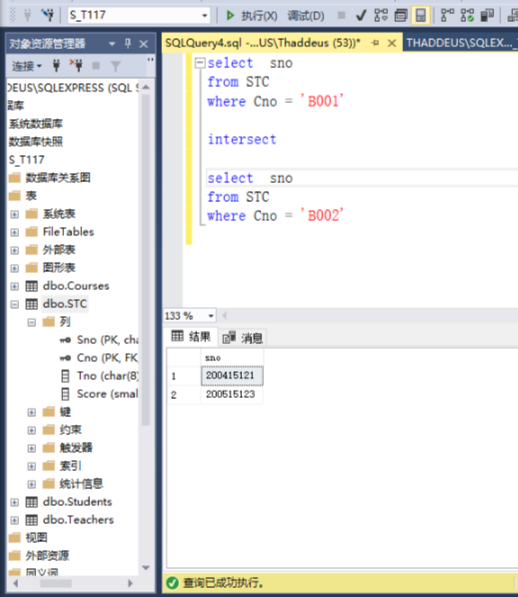 S_T117
执行(X)
调试(D)
对象资源管理器
连接
DEUS\SQLEXPRESS (SQL S
据库
系统数据库
数据库快照
S_T117
数据库关系图
表
系统表
FileTables
外部表
图形表
dbo.Courses
dbo.STC
列
Sno (PK, cha
Cno (PK, FK,
Tno (char(8)
Score (smal
键
约束
触发器
索引
统计信息
dbo.Students
dbo.Teachers
视图
外部资源
同义词
SQLQuery4.sql -...US\Thaddeus (53))*
THADDEUS\SQLEX...
select sno
from STC
where Cno = 'B001'
intersect
select sno
from STC
where Cno = 'B002'
133 %
结果
消息
sno
1 200415121
2 200515123
查询已成功执行。